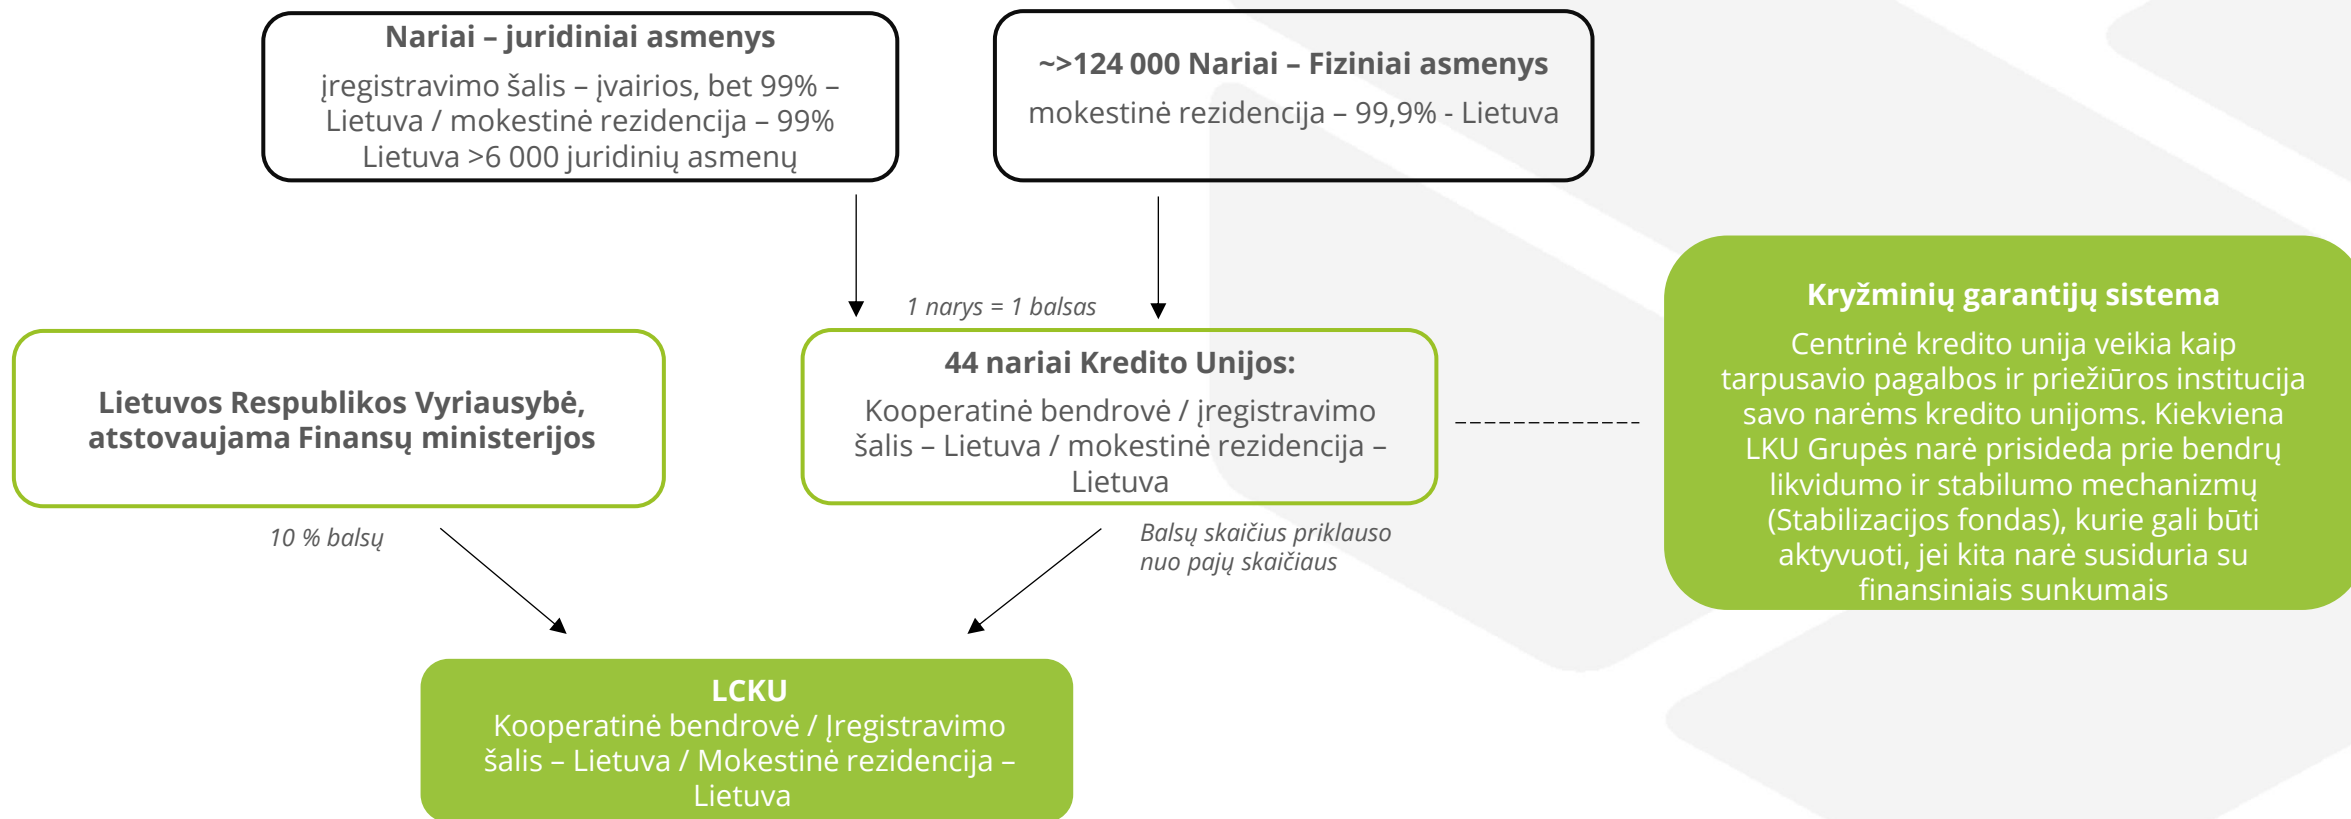 Nariai – juridiniai asmenys
įregistravimo šalis – įvairios, bet 99% –
Lietuva / mokestinė rezidencija – 99%
Lietuva >6 000 juridinių asmenų
~>124 000 Nariai – Fiziniai asmenys
mokestinė rezidencija – 99,9% - Lietuva
1 narys = 1 balsas
Lietuvos Respublikos Vyriausybė,
atstovaujama Finansų ministerijos
44 nariai Kredito Unijos:
Kooperatinė bendrovė / įregistravimo
šalis – Lietuva / mokestinė rezidencija –
Lietuva
Kryžminių garantijų sistema
Centrinė kredito unija veikia kaip
tarpusavio pagalbos ir priežiūros institucija
savo narėms kredito unijoms. Kiekviena
LKU Grupės narė prisideda prie bendrų
likvidumo ir stabilumo mechanizmų
(Stabilizacijos fondas), kurie gali būti
aktyvuoti, jei kita narė susiduria su
finansiniais sunkumais
10 % balsų
Balsų skaičius priklauso
nuo pajų skaičiaus
LCKU
Kooperatinė bendrovė / Įregistravimo
šalis – Lietuva / Mokestinė rezidencija –
Lietuva